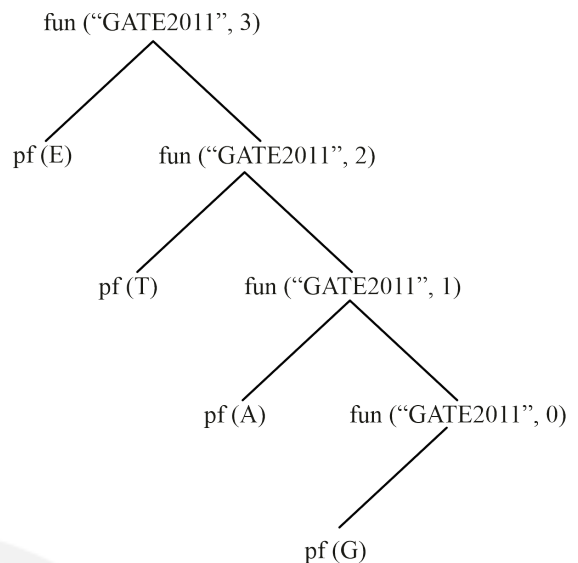 fun (“GATE2011”, 3)
pf (E) fun (“GATE2011”, 2)
pf (T) fun (“GATE2011”, 1)
pf (A) fun (“GATE2011”, 0)
pf (G)